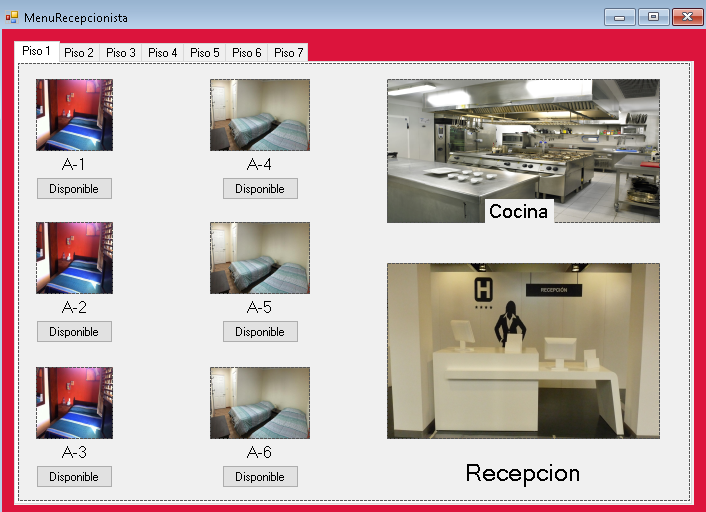 MenuRecepcionista
Piso 1 Piso 2 Piso 3 Piso 4 Piso 5 Piso 6 Piso 7
A-1
Disponible
A-4
Disponible
Cocina
A-2
Disponible
A-5
Disponible
H
RECEPCIÓN
A-3
Disponible
A-6
Disponible
Recepcion